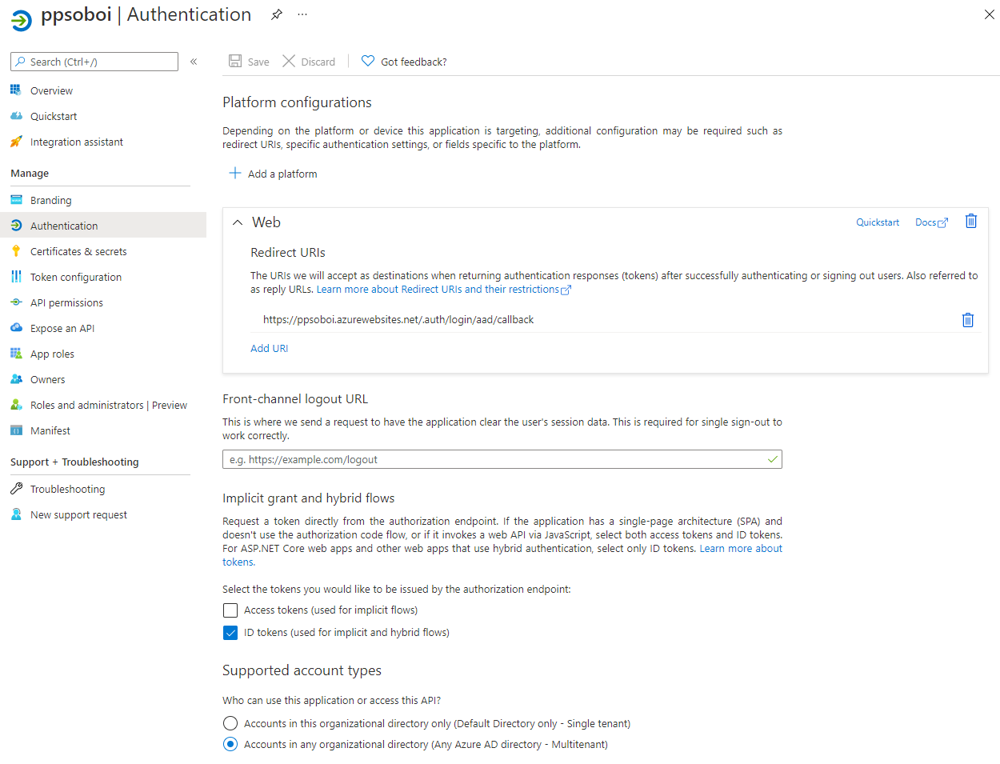 ppsoboi | Authentication
Search (Ctrl+/)
«
Overview
Quickstart
Integration assistant
Manage
Branding
Authentication
Certificates & secrets
Token configuration
API permissions
Expose an API
App roles
Owners
Roles and administrators | Preview
Manifest
Support + Troubleshooting
Troubleshooting
New support request
Save Discard Got feedback?
Platform configurations
Depending on the platform or device this application is targeting, additional configuration may be required such as
redirect URIs, specific authentication settings, or fields specific to the platform.
Add a platform
Web Quickstart Docs
Redirect URIs
The URIs we will accept as destinations when returning authentication responses (tokens) after successfully authenticating or signing out users. Also referred to
as reply URLs. Learn more about Redirect URIs and their restrictions
https://ppsoboi.azurewebsites.net/.auth/login/aad/callback
Add URI
Front-channel logout URL
This is where we send a request to have the application clear the user's session data. This is required for single sign-out to
work correctly.
e.g. https://example.com/logout
Implicit grant and hybrid flows
Request a token directly from the authorization endpoint. If the application has a single-page architecture (SPA) and
doesn't use the authorization code flow, or if it invokes a web API via JavaScript, select both access tokens and ID tokens.
For ASP.NET Core web apps and other web apps that use hybrid authentication, select only ID tokens. Learn more about
tokens.
Select the tokens you would like to be issued by the authorization endpoint:
Access tokens (used for implicit flows)
ID tokens (used for implicit and hybrid flows)
Supported account types
Who can use this application or access this API?
Accounts in this organizational directory only (Default Directory only - Single tenant)
Accounts in any organizational directory (Any Azure AD directory - Multitenant)